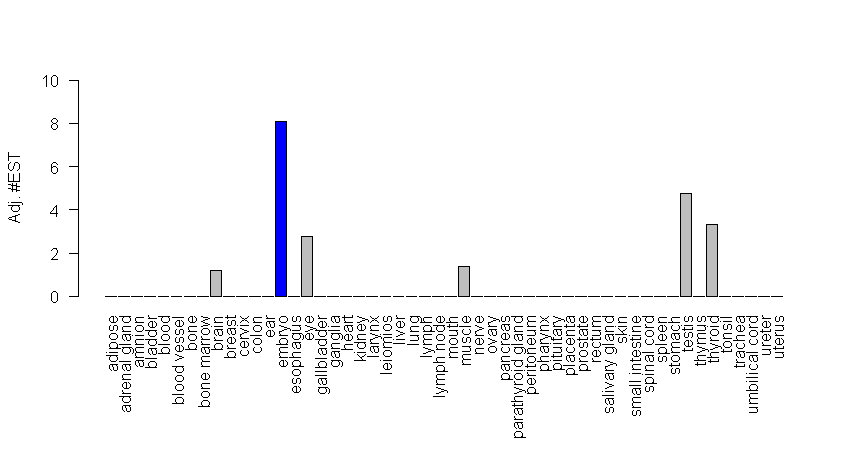 Adj. #EST
10
8
6
4
2
0
adipose
adrenal gland
amnion
bladder
blood
blood vessel
bone
bone marrow
brain
breast
cervix
colon
ear
embryo
esophagus
eye
gallbladder
ganglia
heart
kidney
larynx
leiomios
liver
lung
lymph
lymph node
mouth
muscle
nerve
ovary
pancreas
parathyroid gland
peritoneum
pharynx
pituitary
placenta
prostate
rectum
salivary gland
skin
small intestine
spinal cord
spleen
stomach
testis
thymus
thyroid
tonsil
trachea
umbilical cord
ureter
uterus